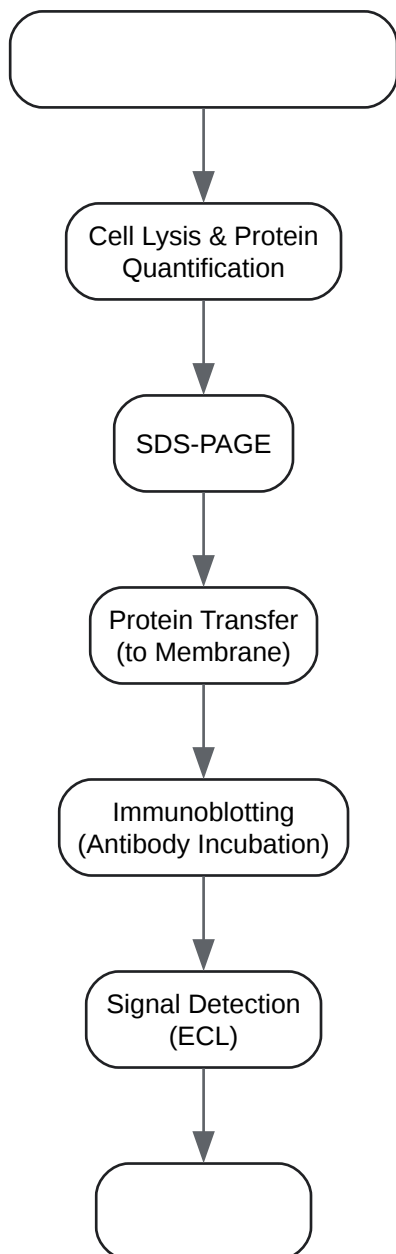 Cell Lysis & Protein
Quantification
SDS-PAGE
Protein Transfer
(to Membrane)
Immunoblotting
(Antibody Incubation)
Signal Detection
(ECL)